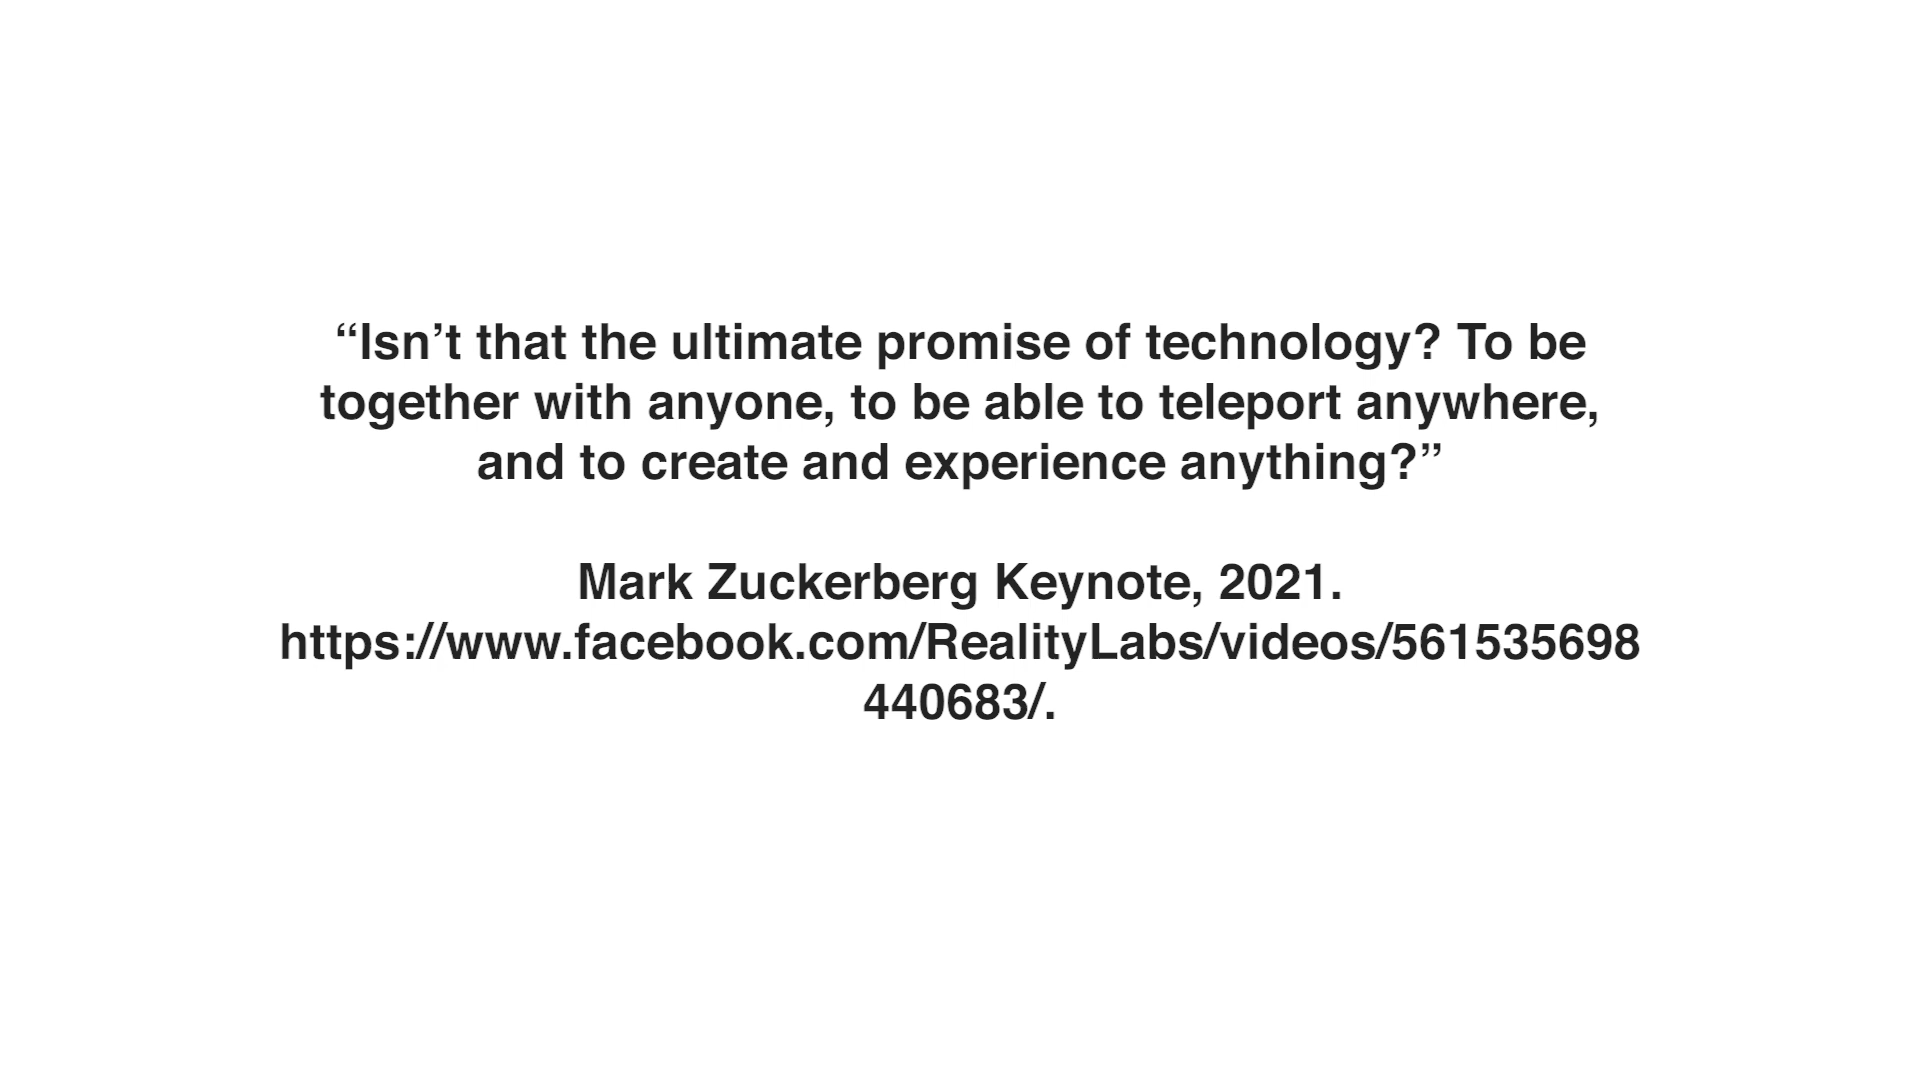 “Isn’t that the ultimate promise of technology? To be
together with anyone, to be able to teleport anywhere,
and to create and experience anything?”
Mark Zuckerberg Keynote, 2021.
https://www.facebook.com/RealityLabs/videos/561535698
440683/.